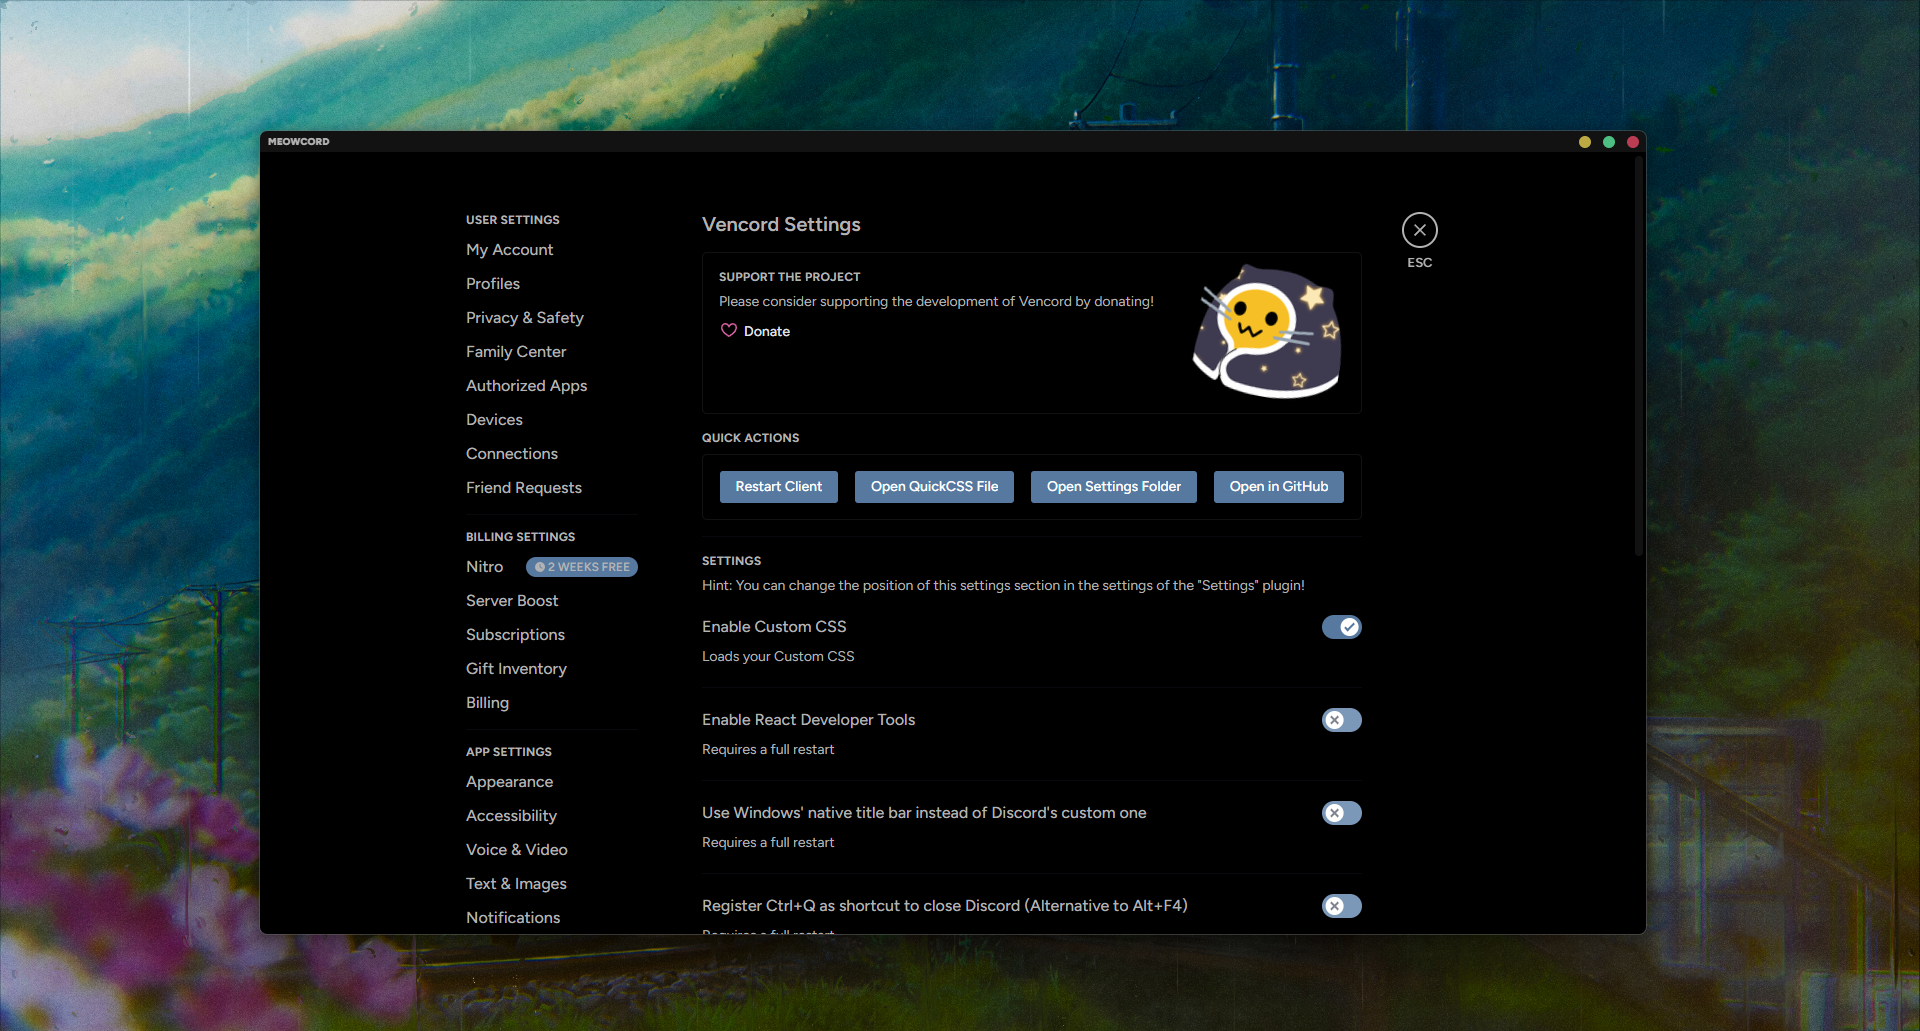 MEOWCORD
USER SETTINGS
My Account
Profiles
Privacy & Safety
Family Center
Authorized Apps
Devices
Connections
Friend Requests
BILLING SETTINGS
Nitro
2 WEEKS FREE
Server Boost
Subscriptions
Gift Inventory
Billing
APP SETTINGS
Appearance
Accessibility
Voice & Video
Text & Images
Notifications
Vencord Settings
SUPPORT THE PROJECT
Please consider supporting the development of Vencord by donating!
Donate
QUICK ACTIONS
Restart Client
Open QuickCSS File
Open Settings Folder
Open in GitHub
SETTINGS
Hint: You can change the position of this settings section in the settings of the "Settings" plugin!
Enable Custom CSS
Loads your Custom CSS
Enable React Developer Tools
Requires a full restart
Use Windows' native title bar instead of Discord's custom one
Requires a full restart
Register Ctrl+Q as shortcut to close Discord (Alternative to Alt+F4)
Requires a full restart
ESC